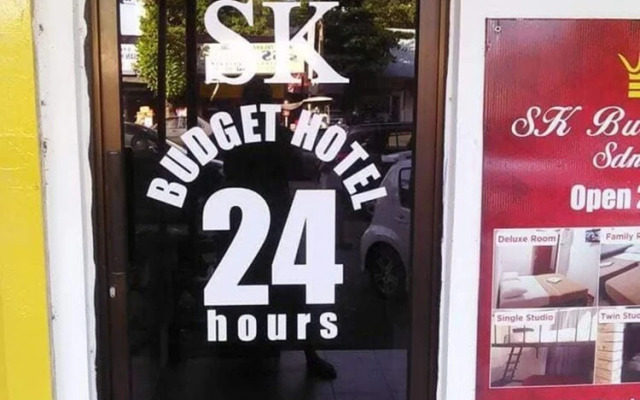 SK
BUDGET HOTEL
24
hours
SK Bu
Sdn
Open 2
Deluxe Room
Family R
Single Studio
Twin Stud